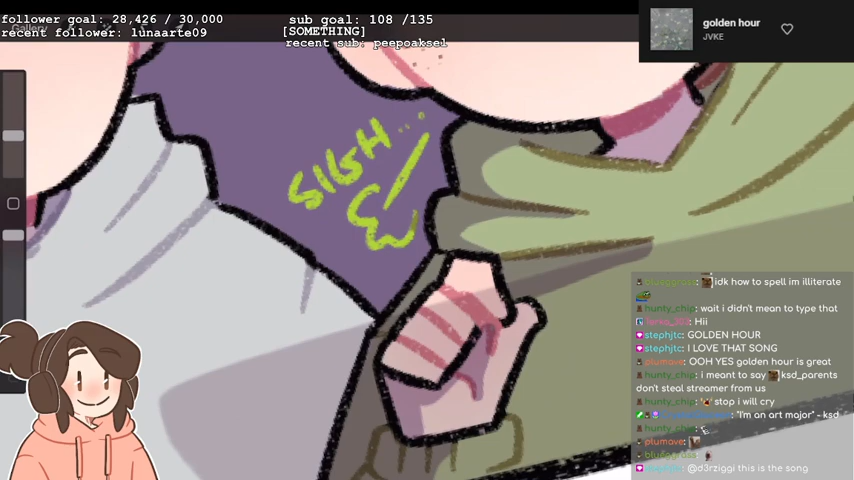 follower goal: 28,426 / 30,000
recent follower: lunaarte09
sub goal: 108 /135
[SOMETHING]
recent sub: peepoaksel
golden hour
JVKE
SIGH...
idk how to spell im illiterate
hunty_chip: wait i didn't mean to type that
Hii
stephjtc: GOLDEN HOUR
stephjtc: I LOVE THAT SONG
plumave: OOH YES golden hour is great
hunty_chip: i meant to say ksd_parents
don't steal streamer from us
hunty_chip: stop i will cry
"I'm an art major" - ksd
hunty_chip:
plumave:
@d3rziggi this is the song